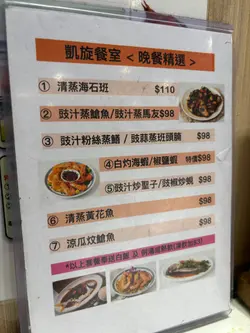 凱旋餐室 < 晚餐精選 >
① 清蒸海石班 $110
② 豉汁蒸鯧魚/豉汁蒸馬友$98
③ 豉汁粉絲蒸鱔 / 豉蒜蒸班頭腩 $98
④白灼海蝦/椒鹽蝦 特價$98
⑤豉汁炒聖子/豉椒炒蜆 $98
⑥ 清蒸黃花魚 $98
⑦ 涼瓜炆鯧魚 $98